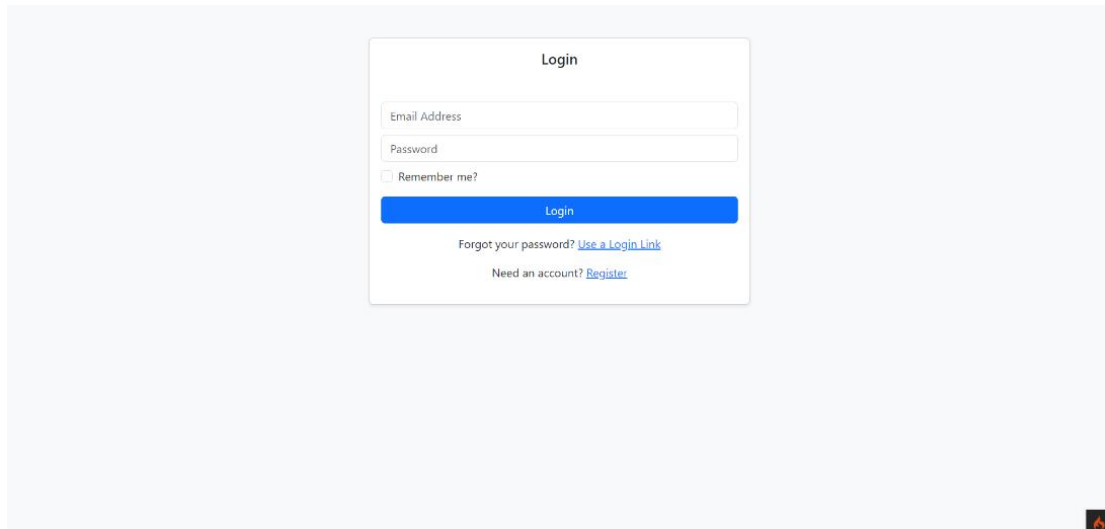 Login
Email Address
Password
Remember me?
Login
Forgot your password? Use a Login Link
Need an account? Register